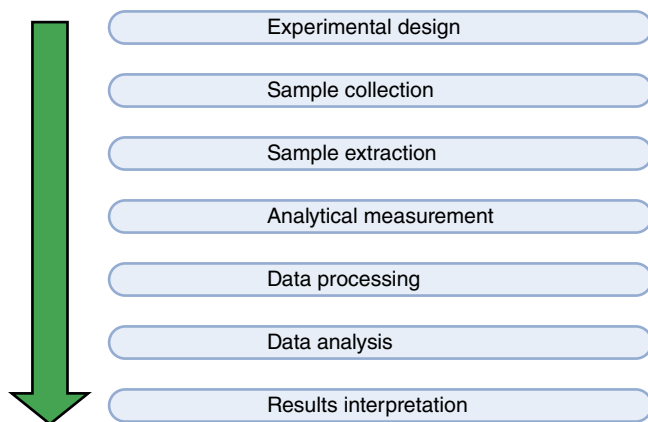 Experimental design
Sample collection
Sample extraction
Analytical measurement
Data processing
Data analysis
Results interpretation